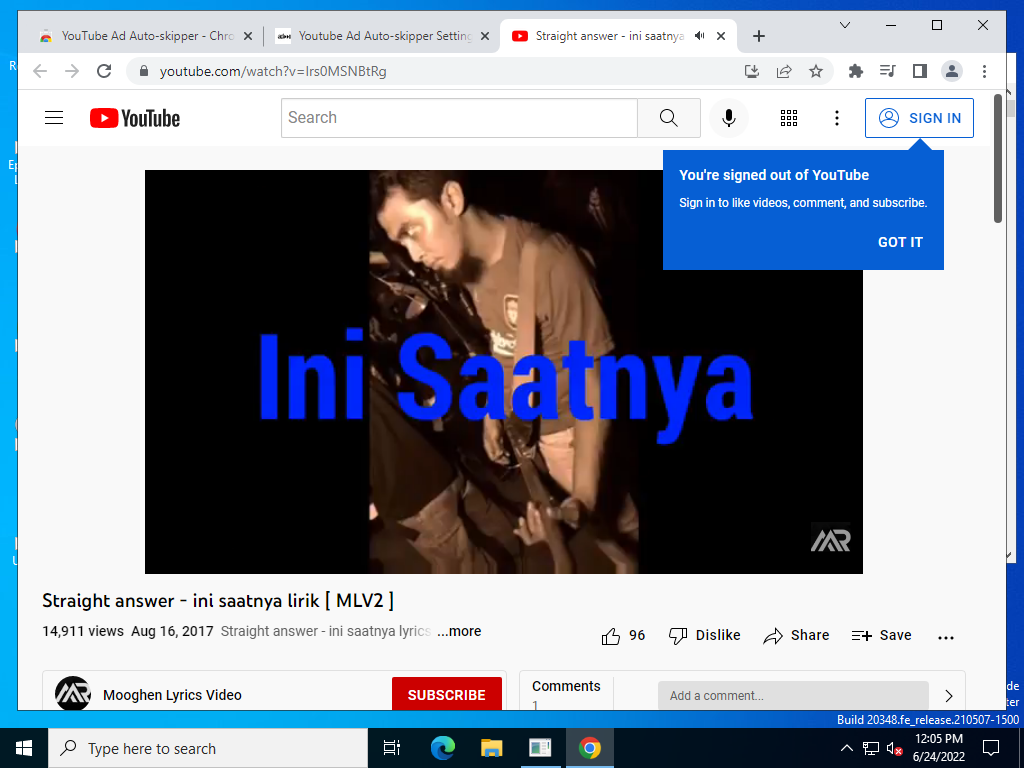 YouTube Ad Auto-skipper - Chro
Youtube Ad Auto-skipper Setting
Straight answer - ini saatnya
youtube.com/watch?v=Irs0MSNBtRg
YouTube
Search
SIGN IN
You're signed out of YouTube
Sign in to like videos, comment, and subscribe.
GOT IT
Ini Saatnya
MR
Straight answer - ini saatnya lirik [ MLV2 ]
14,911 views Aug 16, 2017 Straight answer - ini saatnya lyrics ...more
96 Dislike Share Save
Mooghen Lyrics Video
SUBSCRIBE
Comments
1
Add a comment...
Build 20348.fe_release.210507-1500
Type here to search
12:05 PM
6/24/2022